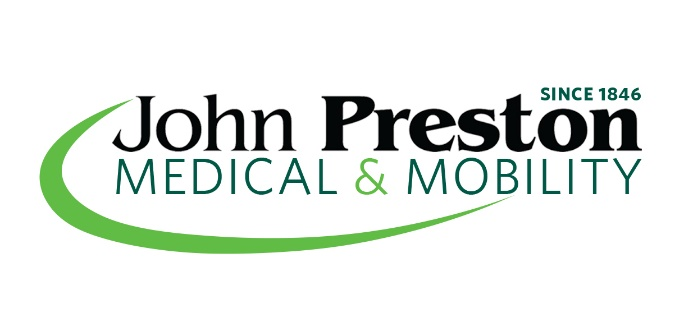 SINCE 1846
John Preston
MEDICAL & MOBILITY